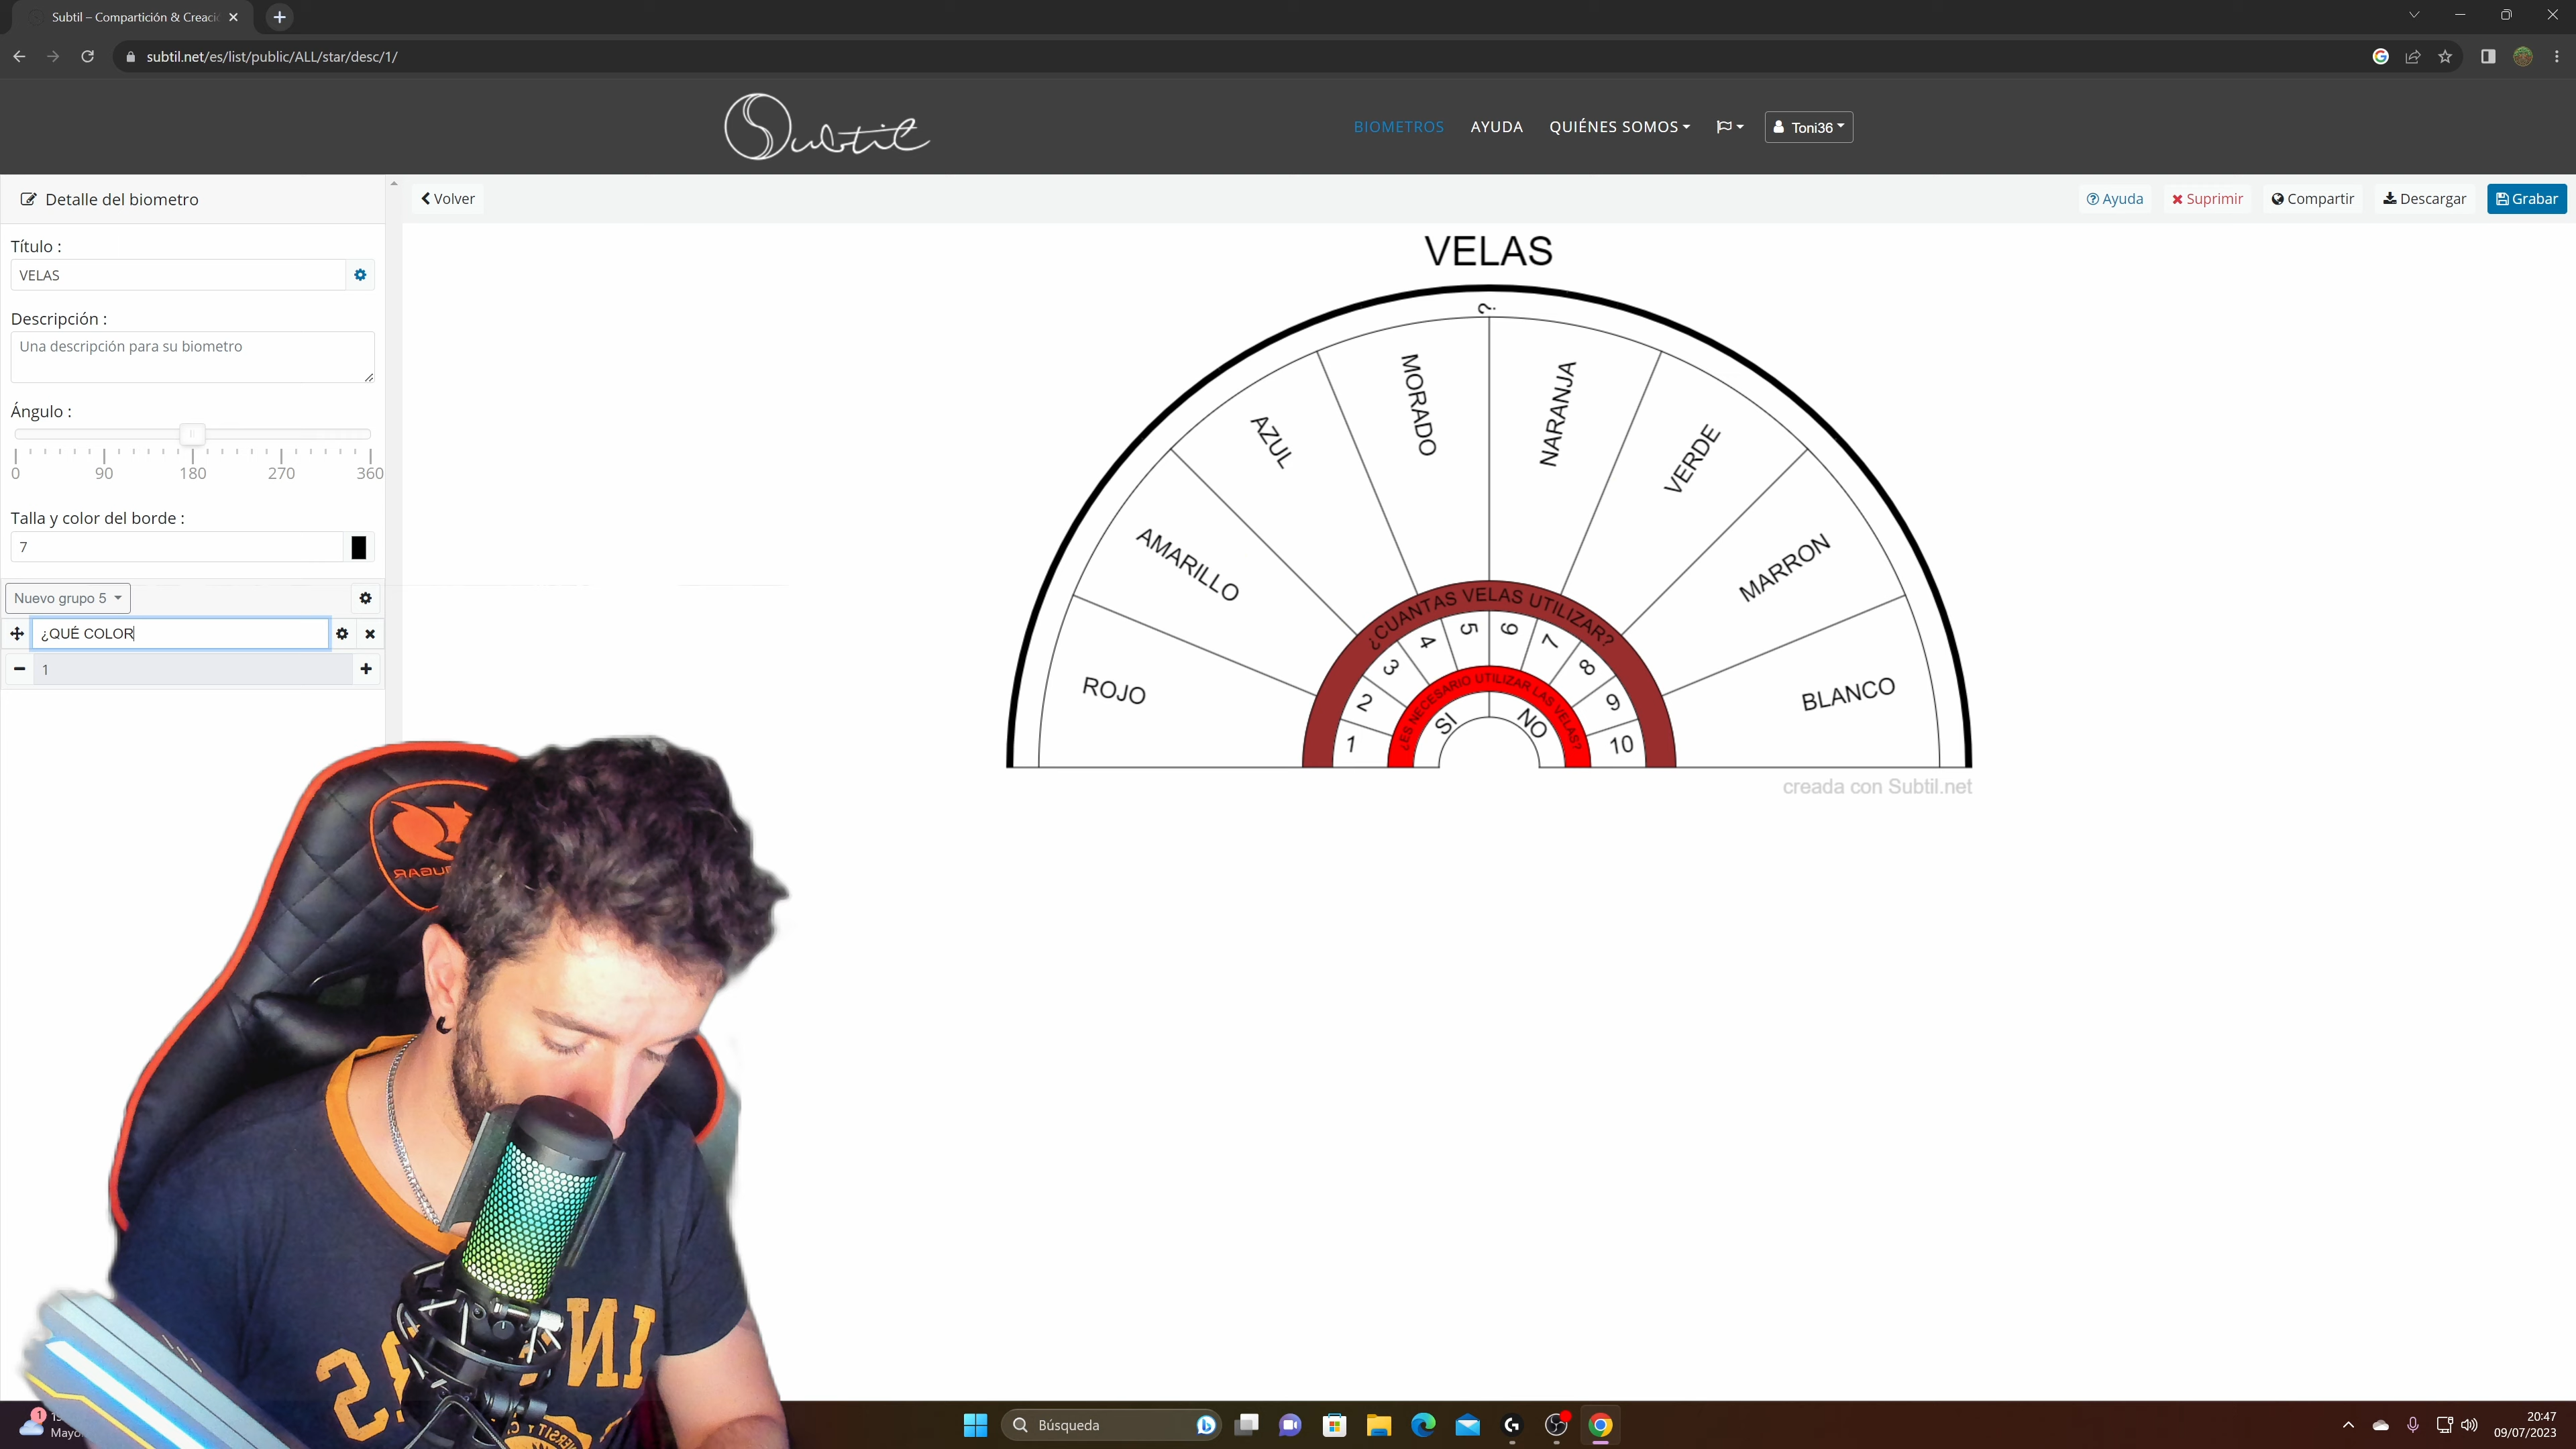 Subtil – Compartición & Creació
subtil.net/es/list/public/ALL/star/desc/1/
Subtil
BIOMETROS
AYUDA
QUIÉNES SOMOS
Toni36
Detalle del biometro
Volver
Ayuda
Suprimir
Compartir
Descargar
Grabar
Título :
VELAS
Descripción :
Una descripción para su biometro
Ángulo :
0 90 180 270 360
Talla y color del borde :
7
Nuevo grupo 5
¿QUÉ COLOR
1
VELAS
?
ROJO
AMARILLO
AZUL
MORADO
NARANJA
VERDE
MARRON
BLANCO
¿CUANTAS VELAS UTILIZAR?
1 2 3 4 5 6 7 8 9 10
¿ES NECESARIO UTILIZAR LAS VELAS?
SI NO
creada con Subtil.net
1
Búsqueda
20:47
09/07/2023